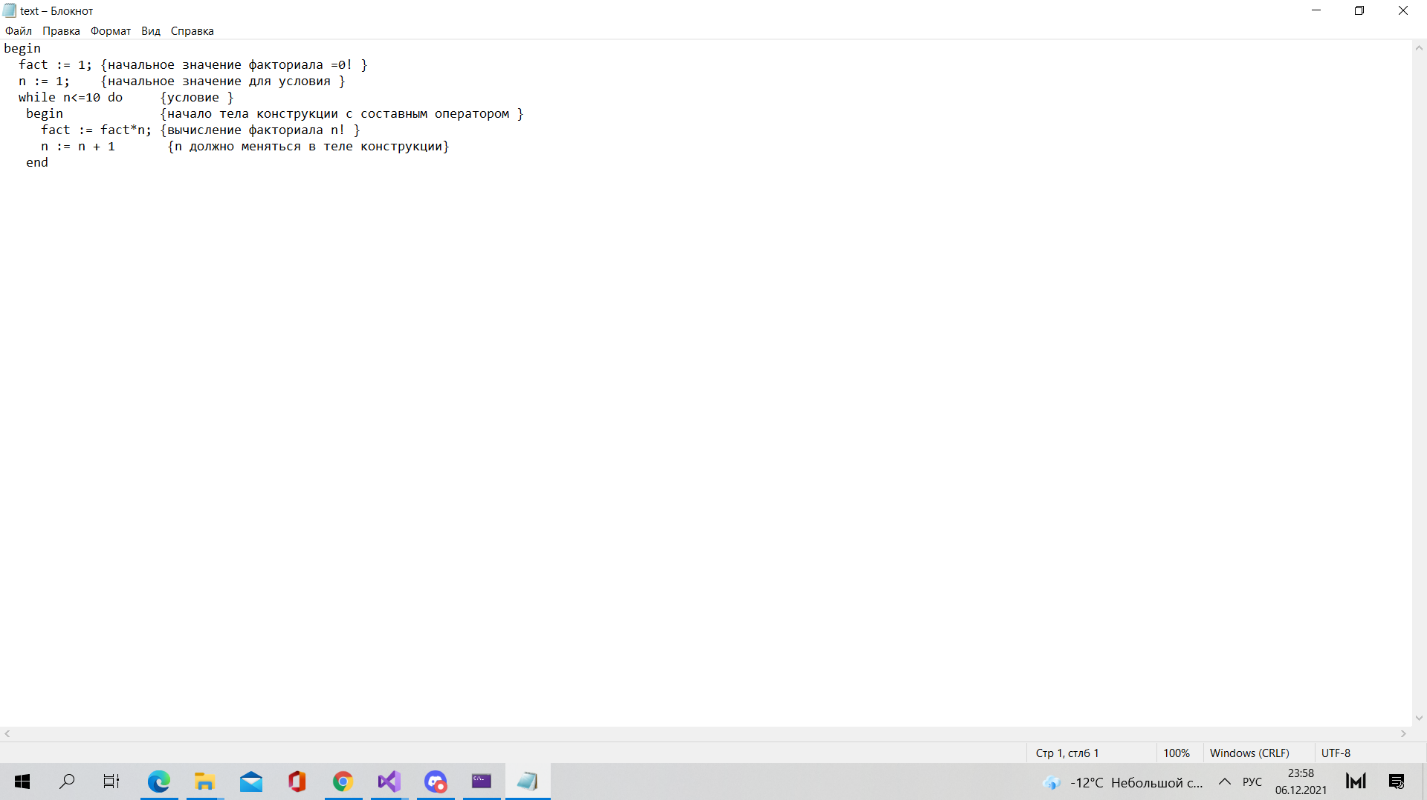 text – Блокнот
Файл Правка Формат Вид Справка
begin
  fact := 1; {начальное значение факториала =0! }
  n := 1;    {начальное значение для условия }
  while n<=10 do     {условие }
   begin             {начало тела конструкции с составным оператором }
     fact := fact*n; {вычисление факториала n! }
     n := n + 1       {n должно меняться в теле конструкции}
   end
Стр 1, стлб 1 100% Windows (CRLF) UTF-8
-12°C Небольшой с... РУС 23:58
06.12.2021